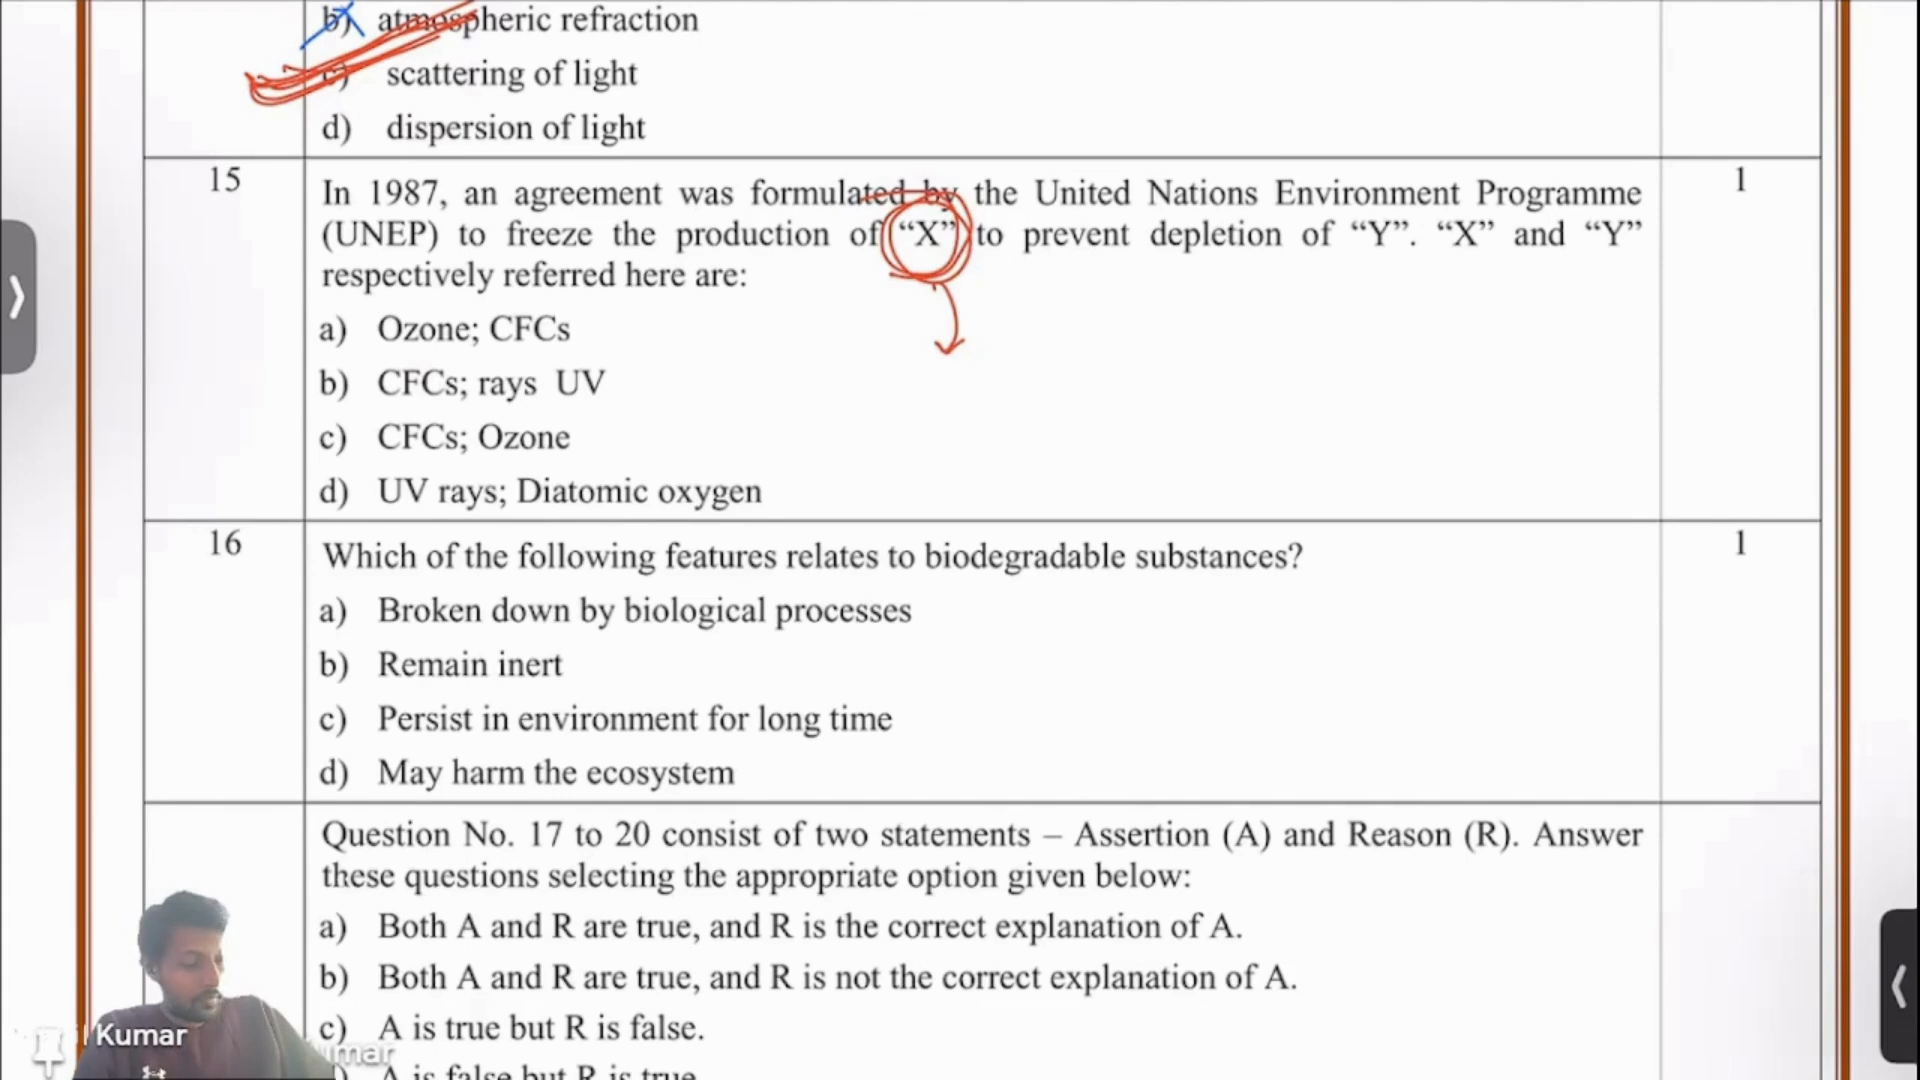 b) atmospheric refraction
c) scattering of light
d) dispersion of light
15
In 1987, an agreement was formulated by the United Nations Environment Programme
1
(UNEP) to freeze the production of “X” to prevent depletion of “Y”. “X” and “Y”
respectively referred here are:
a) Ozone; CFCs
b) CFCs; rays UV
c) CFCs; Ozone
d) UV rays; Diatomic oxygen
16
Which of the following features relates to biodegradable substances?
1
a) Broken down by biological processes
b) Remain inert
c) Persist in environment for long time
d) May harm the ecosystem
Question No. 17 to 20 consist of two statements – Assertion (A) and Reason (R). Answer
these questions selecting the appropriate option given below:
a) Both A and R are true, and R is the correct explanation of A.
b) Both A and R are true, and R is not the correct explanation of A.
c) A is true but R is false.
A is false but R is true
Kumar